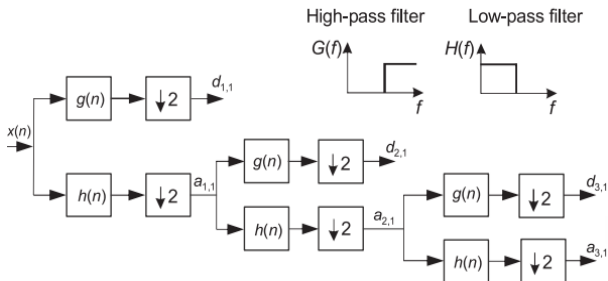 High-pass filter Low-pass filter
G(f) H(f)
f f
x(n) g(n) ↓2 d1,1
h(n) ↓2 a1,1 g(n) ↓2 d2,1
h(n) ↓2 a2,1 g(n) ↓2 d3,1
h(n) ↓2 a3,1